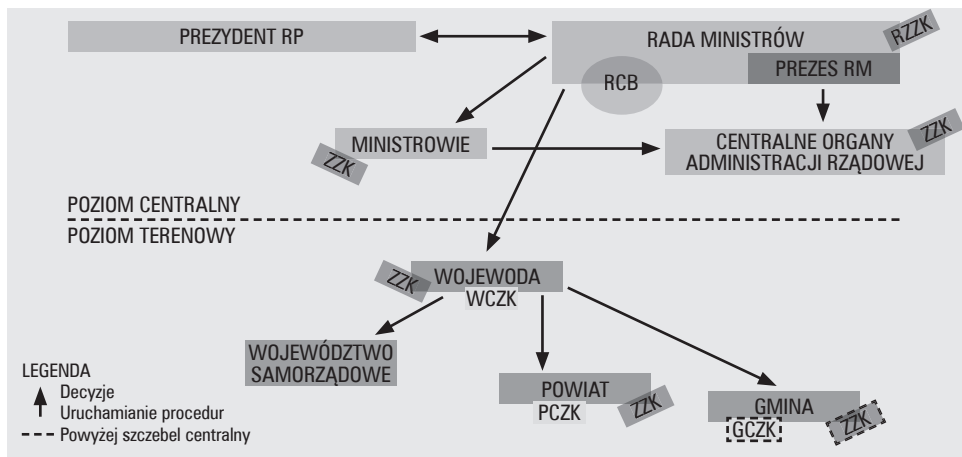 PREZYDENT RP
RADA MINISTRÓW
RZZK
PREZES RM
RCB
MINISTROWIE
ZZK
CENTRALNE ORGANY
ADMINISTRACJI RZĄDOWEJ
ZZK
POZIOM CENTRALNY
POZIOM TERENOWY
ZZK
WOJEWODA
WCZK
WOJEWÓDZTWO
SAMORZĄDOWE
POWIAT
PCZK
ZZK
GMINA
GCZK
ZZK
LEGENDA
Decyzje
Uruchamianie procedur
Powyżej szczebel centralny